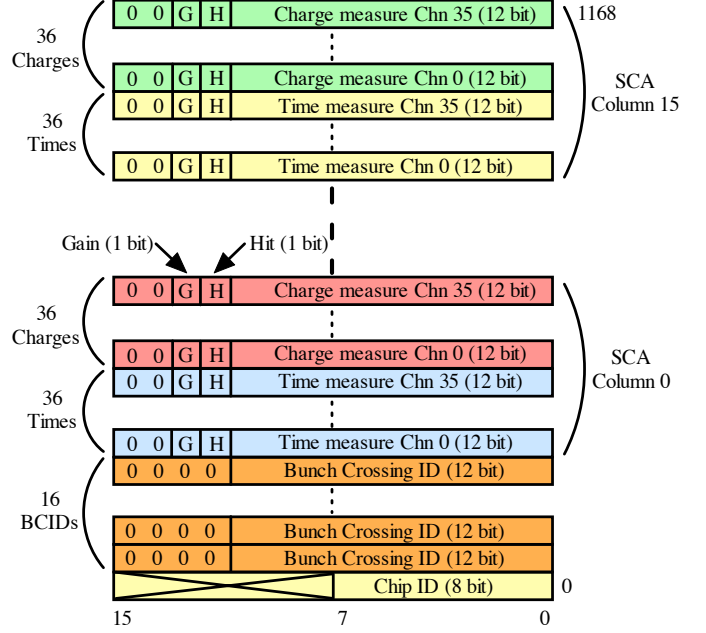 0 0 G H Charge measure Chn 35 (12 bit) 1168
36
Charges
0 0 G H Charge measure Chn 0 (12 bit)
SCA
Column 15
0 0 G H Time measure Chn 35 (12 bit)
36
Times
0 0 G H Time measure Chn 0 (12 bit)
Gain (1 bit) Hit (1 bit)
0 0 G H Charge measure Chn 35 (12 bit)
36
Charges
0 0 G H Charge measure Chn 0 (12 bit)
SCA
Column 0
0 0 G H Time measure Chn 35 (12 bit)
36
Times
0 0 G H Time measure Chn 0 (12 bit)
0 0 0 0 Bunch Crossing ID (12 bit)
16
BCIDs
0 0 0 0 Bunch Crossing ID (12 bit)
0 0 0 0 Bunch Crossing ID (12 bit)
Chip ID (8 bit) 0
15 7 0